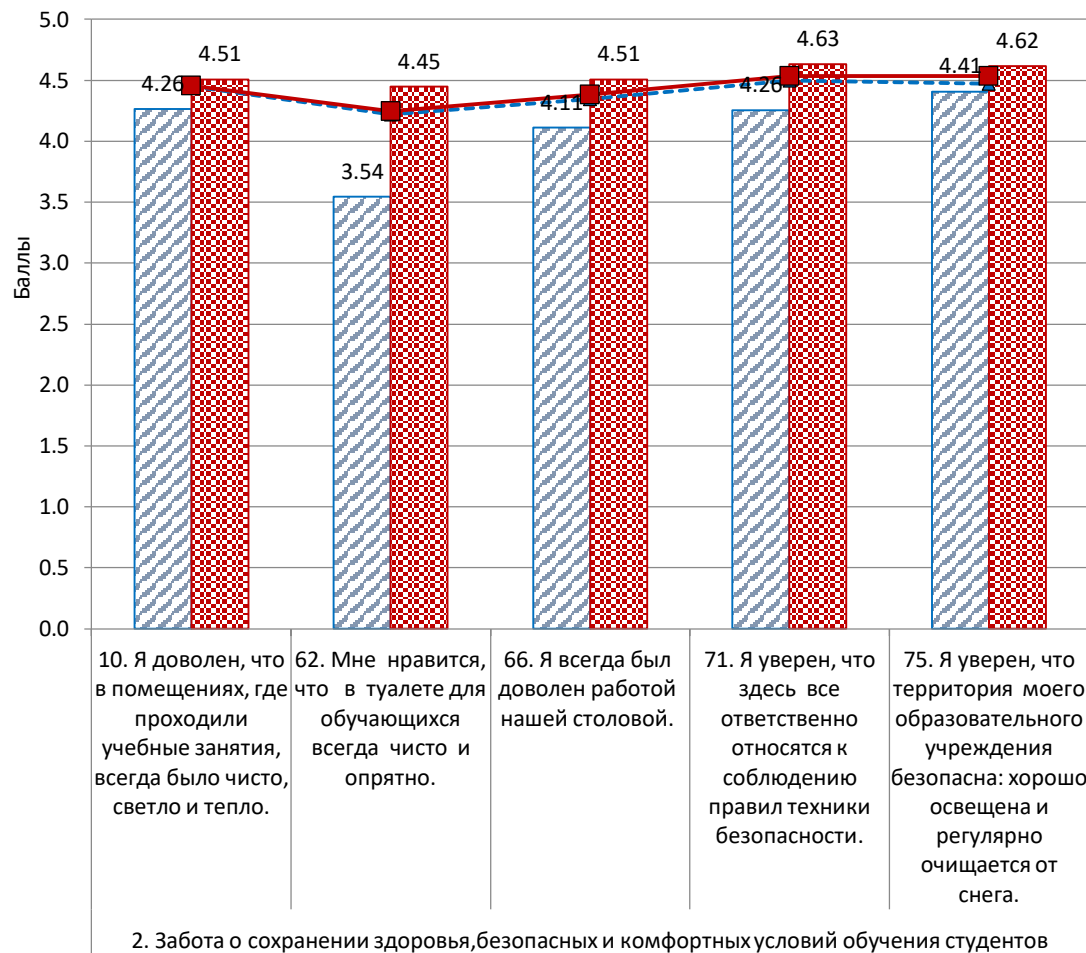 5.0
4.5
4.0
3.5
3.0
2.5
2.0
1.5
1.0
0.5
0.0
Баллы
4.26
4.51
3.54
4.45
4.11
4.51
4.26
4.63
4.41
4.62
10. Я доволен, что
в помещениях, где
проходили
учебные занятия,
всегда было чисто,
светло и тепло.
62. Мне нравится,
что в туалете для
обучающихся
всегда чисто и
опрятно.
66. Я всегда был
доволен работой
нашей столовой.
71. Я уверен, что
здесь все
ответственно
относятся к
соблюдению
правил техники
безопасности.
75. Я уверен, что
территория моего
образовательного
учреждения
безопасна: хорошо
освещена и
регулярно
очищается от
снега.
2. Забота о сохранении здоровья,безопасных и комфортных условий обучения студентов